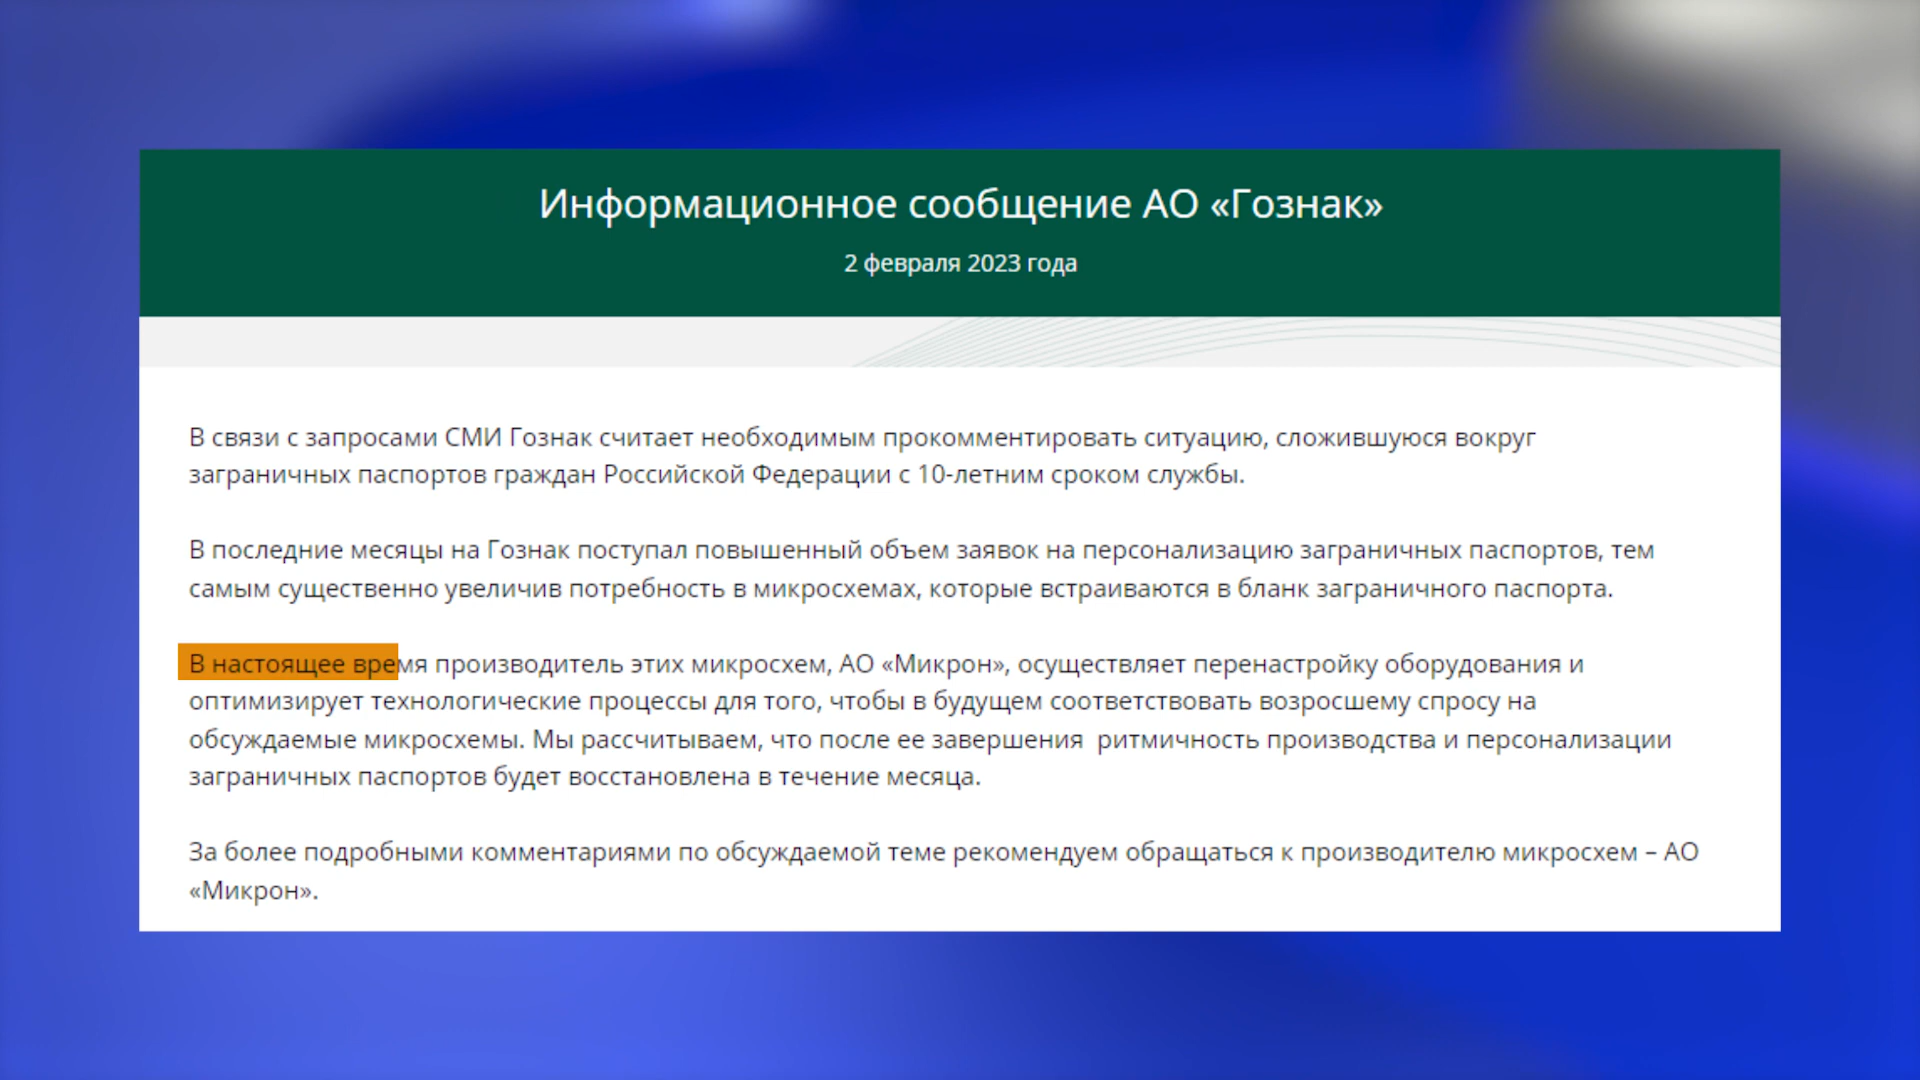 Информационное сообщение АО «Гознак»
2 февраля 2023 года
В связи с запросами СМИ Гознак считает необходимым прокомментировать ситуацию, сложившуюся вокруг
заграничных паспортов граждан Российской Федерации с 10-летним сроком службы.
В последние месяцы на Гознак поступал повышенный объем заявок на персонализацию заграничных паспортов, тем
самым существенно увеличив потребность в микросхемах, которые встраиваются в бланк заграничного паспорта.
В настоящее время производитель этих микросхем, АО «Микрон», осуществляет перенастройку оборудования и
оптимизирует технологические процессы для того, чтобы в будущем соответствовать возросшему спросу на
обсуждаемые микросхемы. Мы рассчитываем, что после ее завершения  ритмичность производства и персонализации
заграничных паспортов будет восстановлена в течение месяца.
За более подробными комментариями по обсуждаемой теме рекомендуем обращаться к производителю микросхем – АО
«Микрон».